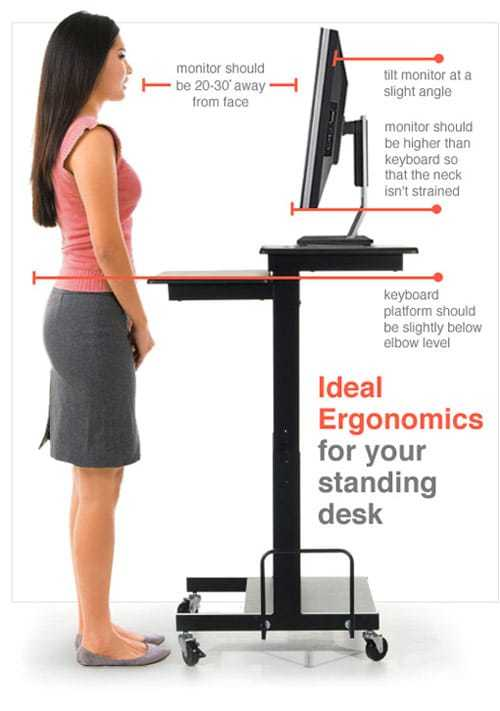 monitor should
be 20-30˚ away
from face
tilt monitor at a
slight angle
monitor should
be higher than
keyboard so
that the neck
isn't strained
keyboard
platform should
be slightly below
elbow level
Ideal
Ergonomics
for your
standing
desk